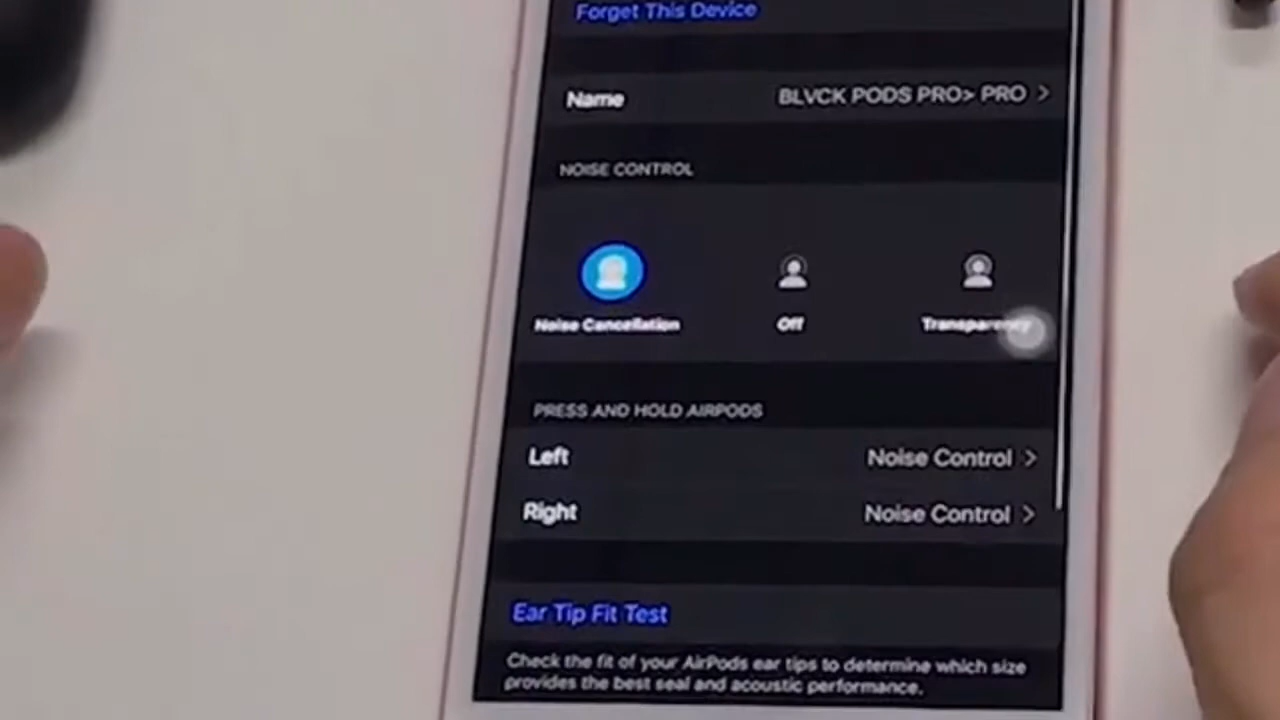 Forget This Device
Name BLVCK PODS PRO> PRO >
NOISE CONTROL
Noise Cancellation Off Transparency
PRESS AND HOLD AIRPODS
Left Noise Control >
Right Noise Control >
Ear Tip Fit Test
Check the fit of your AirPods ear tips to determine which size
provides the best seal and acoustic performance.